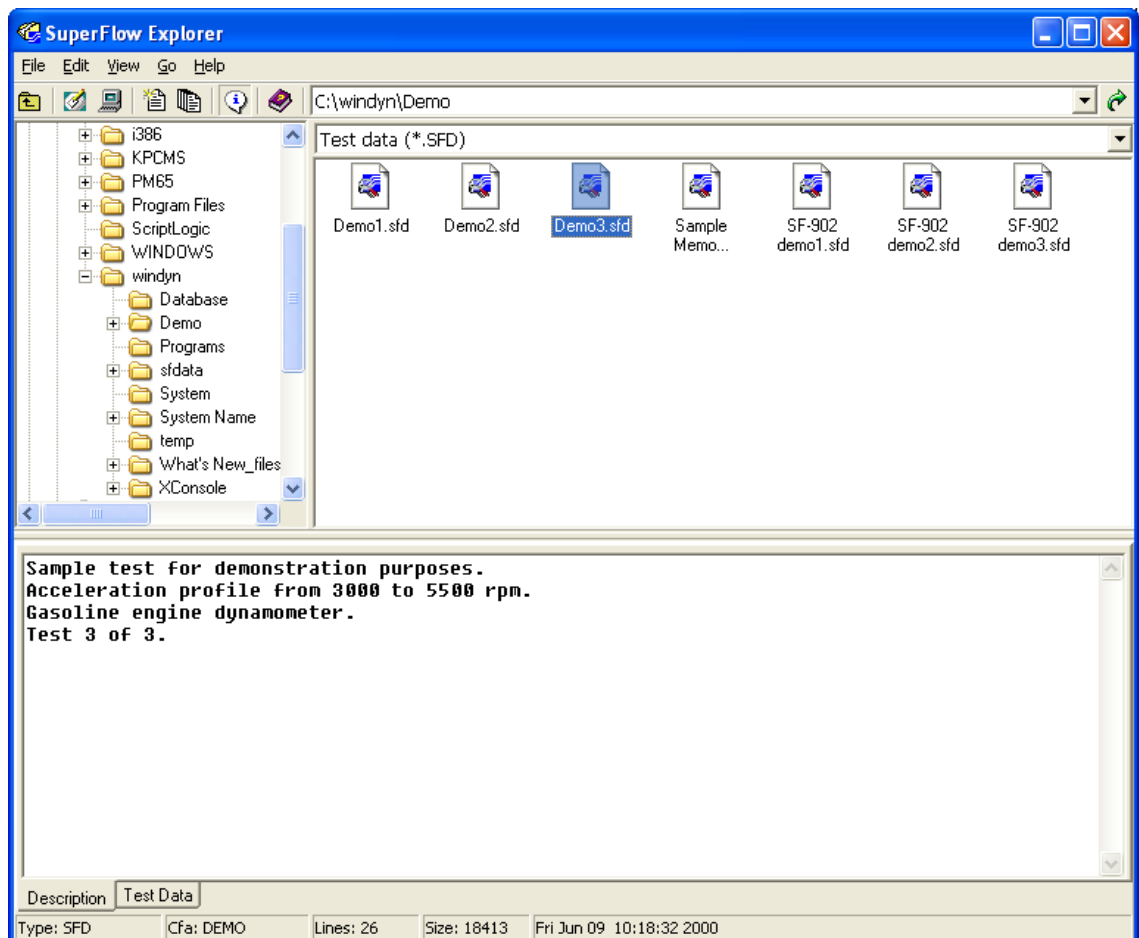 SuperFlow Explorer
File Edit View Go Help
C:\windyn\Demo
i386
KPCMS
PM65
Program Files
ScriptLogic
WINDOWS
windyn
Database
Demo
Programs
sfdata
System
System Name
temp
What's New_files
XConsole
Test data (*.SFD)
Demo1.sfd
Demo2.sfd
Demo3.sfd
Sample
Memo...
SF-902
demo1.sfd
SF-902
demo2.sfd
SF-902
demo3.sfd
Sample test for demonstration purposes.
Acceleration profile from 3000 to 5500 rpm.
Gasoline engine dynamometer.
Test 3 of 3.
Description Test Data
Type: SFD Cfa: DEMO Lines: 26 Size: 18413 Fri Jun 09 10:18:32 2000